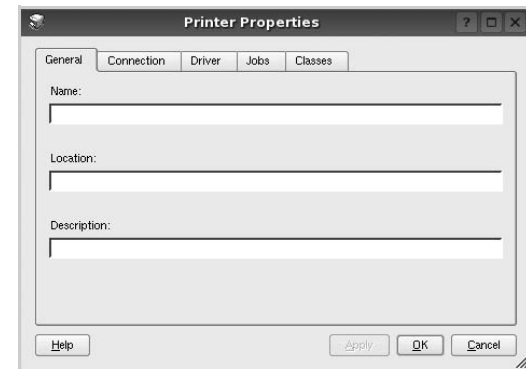 Printer Properties
General Connection Driver Jobs Classes
Name:
Location:
Description:
Help Apply OK Cancel